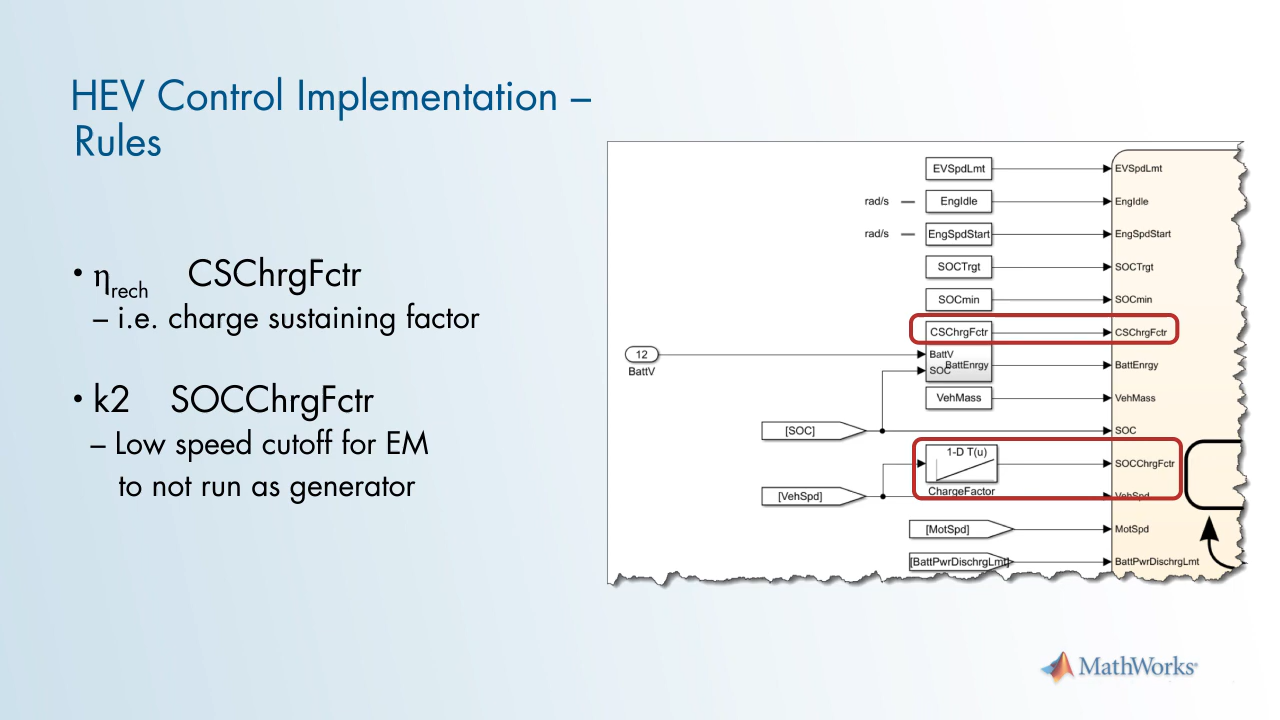 HEV Control Implementation –
Rules
• ηrech CSChrgFctr
– i.e. charge sustaining factor
• k2 SOCChrgFctr
– Low speed cutoff for EM
to not run as generator
EVSpdLmt EVSpdLmt
rad/s EngIdle EngIdle
rad/s EngSpdStart EngSpdStart
SOCTrgt SOCTrgt
SOCmin SOCmin
CSChrgFctr CSChrgFctr
12 BattV
BattV SOC BattEnrgy BattEnrgy
VehMass VehMass
[SOC] SOC
1-D T(u) SOCChrgFctr
ChargeFactor
[VehSpd] VehSpd
[MotSpd] MotSpd
[BattPwrDischrgLmt] BattPwrDischrgLmt
MathWorks®